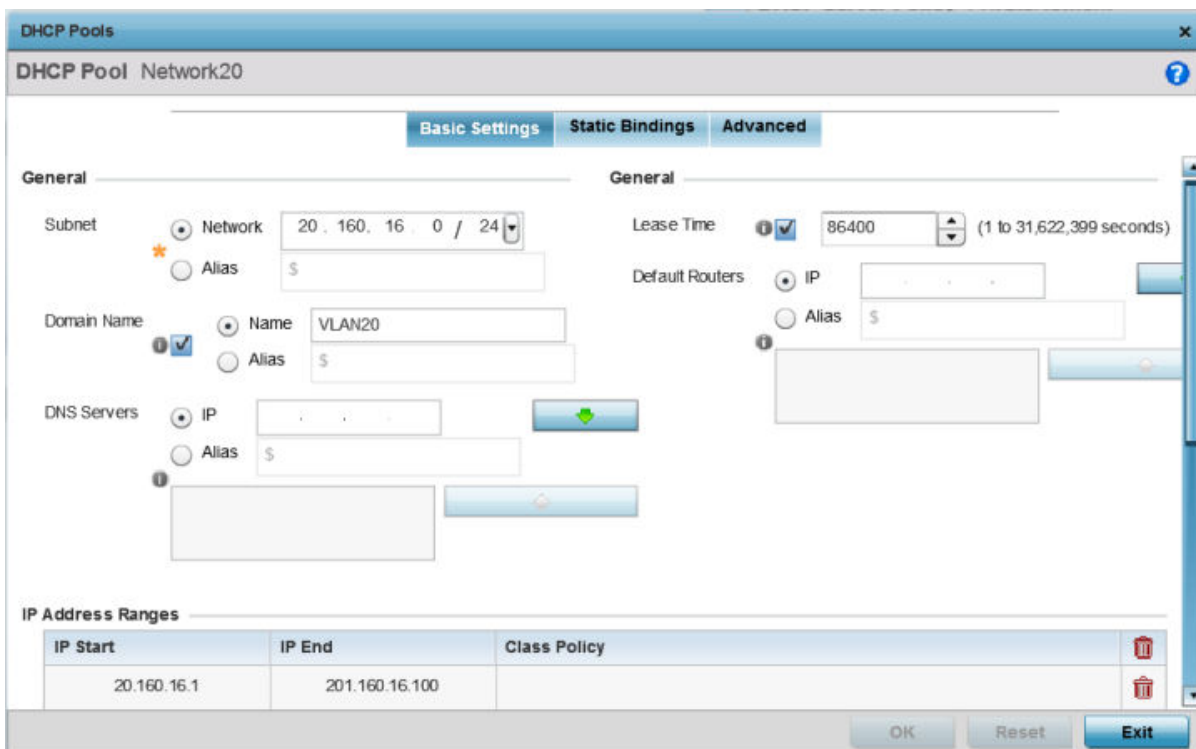 DHCP Pools
DHCP Pool Network20
Basic Settings Static Bindings Advanced
General
Subnet
Network 20 . 160 . 16 . 0 / 24
* Alias $
Domain Name
Name VLAN20
Alias $
DNS Servers
IP . . .
Alias $
General
Lease Time 86400 (1 to 31,622,399 seconds)
Default Routers
IP . . .
Alias $
IP Address Ranges
IP Start IP End Class Policy
20.160.16.1 201.160.16.100
OK Reset Exit